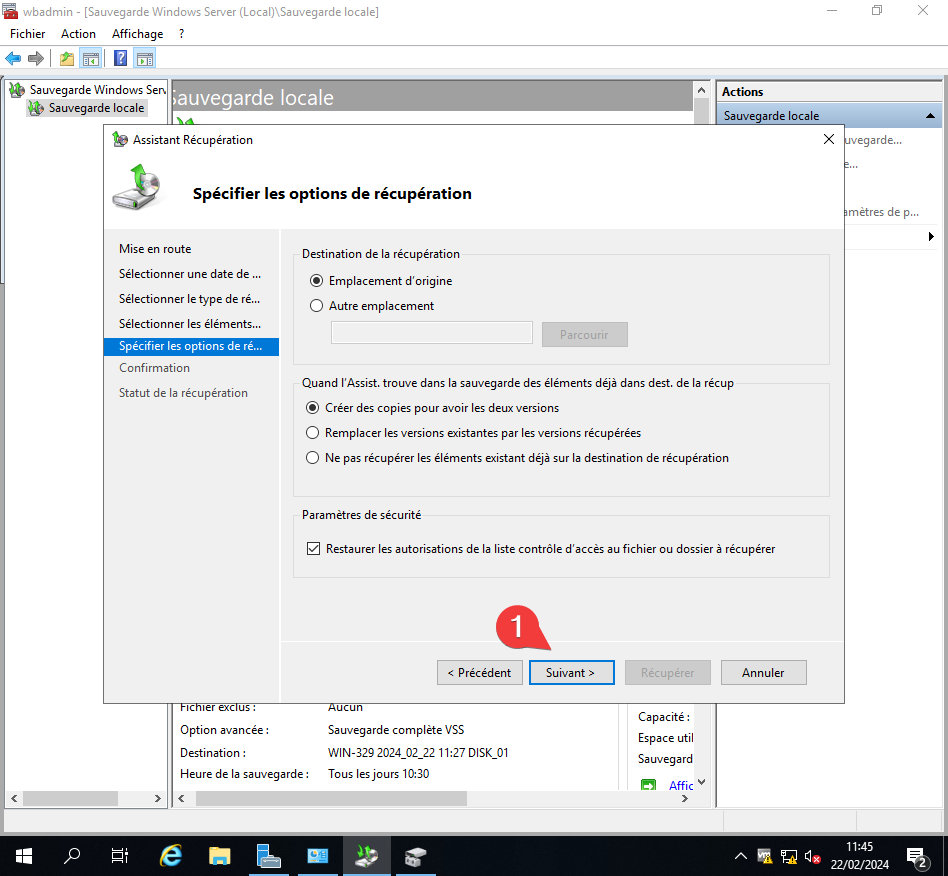 wbadmin - [Sauvegarde Windows Server (Local)\Sauvegarde locale]
Fichier Action Affichage ?
Sauvegarde Windows Serv
Sauvegarde locale
Sauvegarde locale
Actions
Sauvegarde locale
uvegarde...
e...
amètres de p...
Assistant Récupération
Spécifier les options de récupération
Mise en route
Sélectionner une date de ...
Sélectionner le type de ré...
Sélectionner les éléments...
Spécifier les options de ré...
Confirmation
Statut de la récupération
Destination de la récupération
Emplacement d'origine
Autre emplacement
Parcourir
Quand l'Assist. trouve dans la sauvegarde des éléments déjà dans dest. de la récup
Créer des copies pour avoir les deux versions
Remplacer les versions existantes par les versions récupérées
Ne pas récupérer les éléments existant déjà sur la destination de récupération
Paramètres de sécurité
Restaurer les autorisations de la liste contrôle d'accès au fichier ou dossier à récupérer
1
< Précédent Suivant > Récupérer Annuler
Fichier exclus : Aucun
Option avancée : Sauvegarde complète VSS
Destination : WIN-329 2024_02_22 11:27 DISK_01
Heure de la sauvegarde : Tous les jours 10:30
Capacité :
Espace util
Sauvegard
Affic
11:45
22/02/2024
2